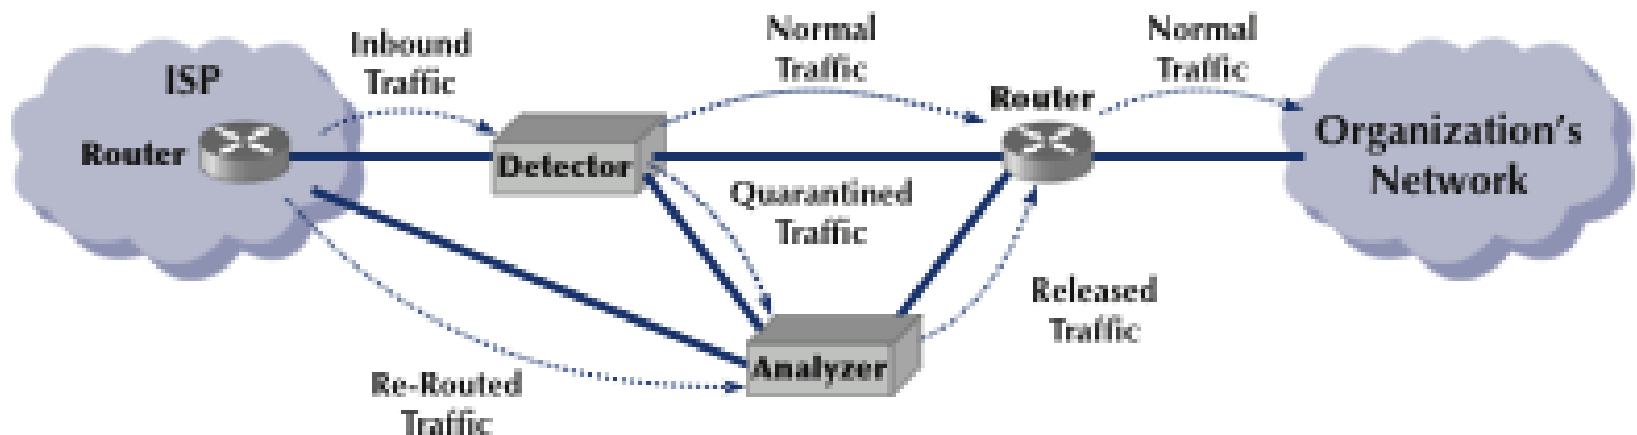 ISP
Router
Inbound
Traffic
Detector
Normal
Traffic
Quarantined
Traffic
Router
Normal
Traffic
Organization's
Network
Re-Routed
Traffic
Analyzer
Released
Traffic